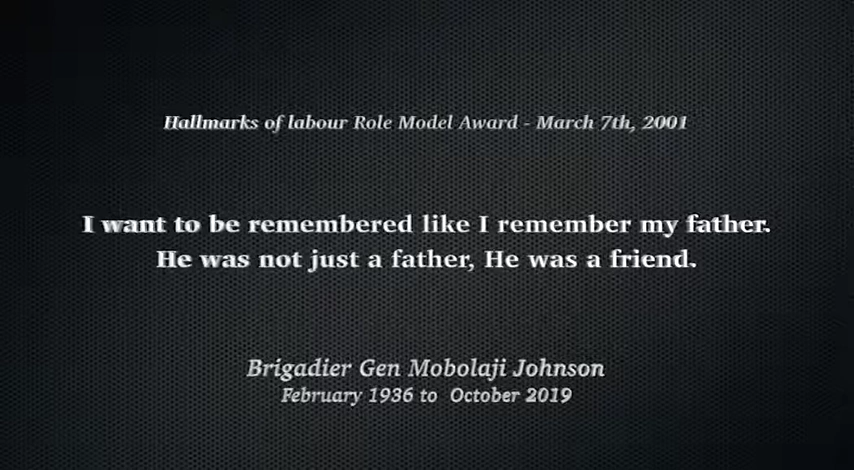 Hallmarks of labour Role Model Award - March 7th, 2001
I want to be remembered like I remember my father.
He was not just a father, He was a friend.
Brigadier Gen Mobolaji Johnson
February 1936 to October 2019